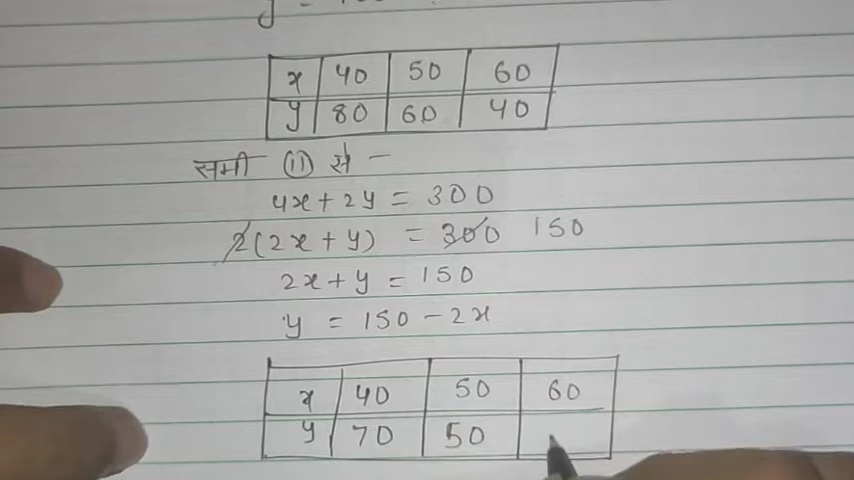 x 40 50 60
y 80 60 40
समी (11) से -
4x + 2y = 300
2(2x + y) = 300 150
2x + y = 150
y = 150 - 2x
x 40 50 60
y 70 50